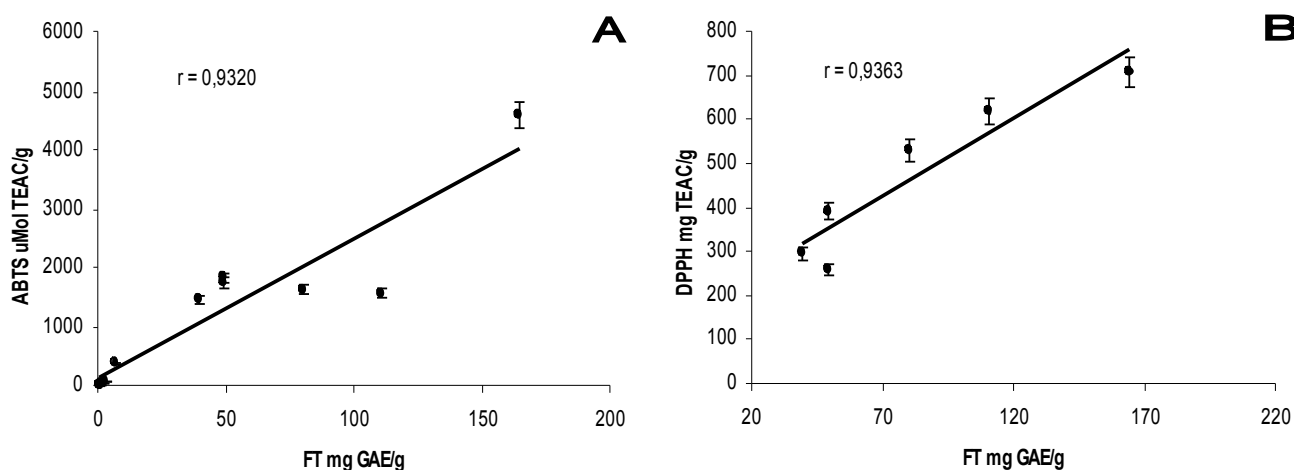 A
r = 0,9320
ABTS uMol TEAC/g
6000
5000
4000
3000
2000
1000
0
0 50 100 150 200
FT mg GAE/g
B
r = 0,9363
DPPH mg TEAC/g
800
700
600
500
400
300
200
100
0
20 70 120 170 220
FT mg GAE/g